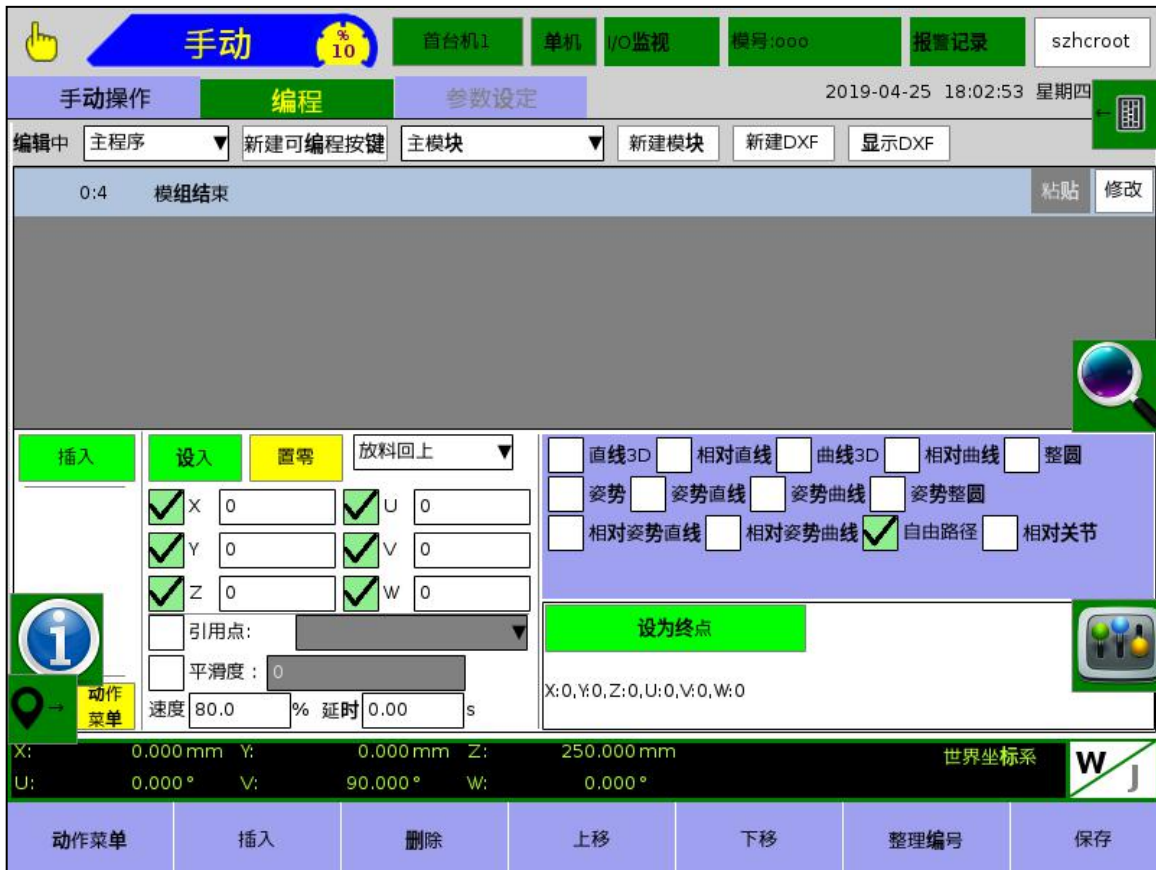 手动 % 10 首台机1 单机 I/O监视 模号:ooo 报警记录 szhcroot
手动操作 编程 参数设定 2019-04-25 18:02:53 星期四
编辑中 主程序 新建可编程按键 主模块 新建模块 新建DXF 显示DXF
0:4 模组结束 粘贴 修改
插入 设入 置零 放料回上 直线3D 相对直线 曲线3D 相对曲线 整圆
姿势 姿势直线 姿势曲线 姿势整圆
X 0 U 0
相对姿势直线 相对姿势曲线 自由路径 相对关节
Y 0 V 0
Z 0 W 0
引用点: 设为终点
平滑度: 0
X:0,Y:0,Z:0,U:0,V:0,W:0
动作菜单 速度 80.0 % 延时 0.00 s
X: 0.000 mm Y: 0.000 mm Z: 250.000 mm 世界坐标系 W J
U: 0.000 ° V: 90.000 ° W: 0.000 °
动作菜单 插入 删除 上移 下移 整理编号 保存